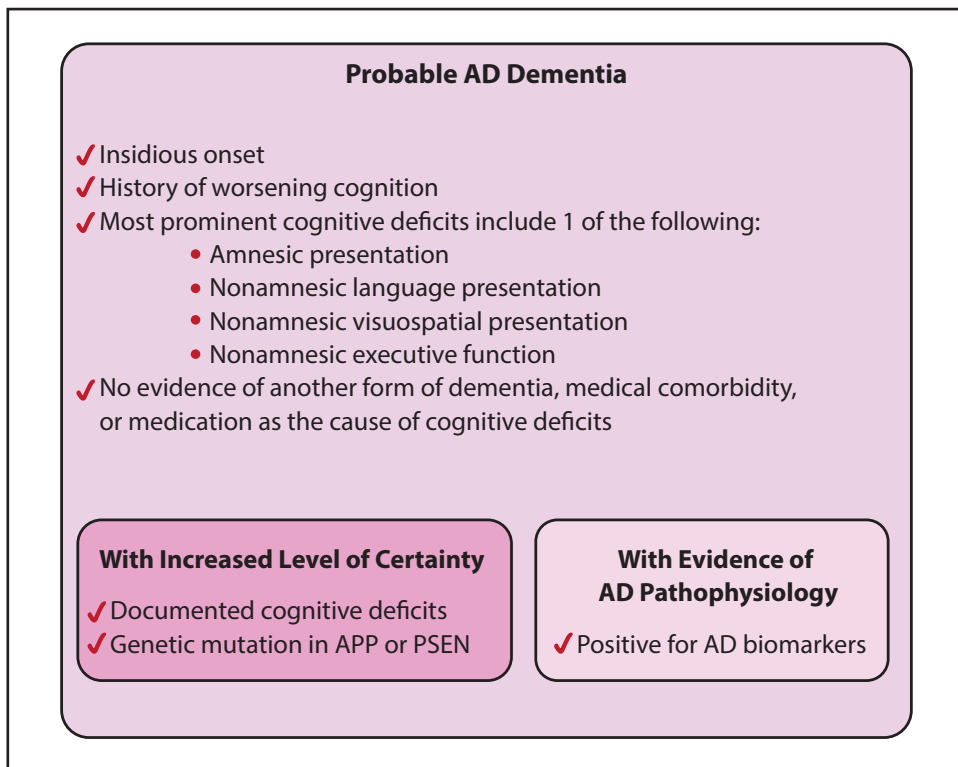 Probable AD Dementia
✓ Insidious onset
✓ History of worsening cognition
✓ Most prominent cognitive deficits include 1 of the following:
• Amnesic presentation
• Nonamnesic language presentation
• Nonamnesic visuospatial presentation
• Nonamnesic executive function
✓ No evidence of another form of dementia, medical comorbidity,
or medication as the cause of cognitive deficits
With Increased Level of Certainty
✓ Documented cognitive deficits
✓ Genetic mutation in APP or PSEN
With Evidence of
AD Pathophysiology
✓ Positive for AD biomarkers